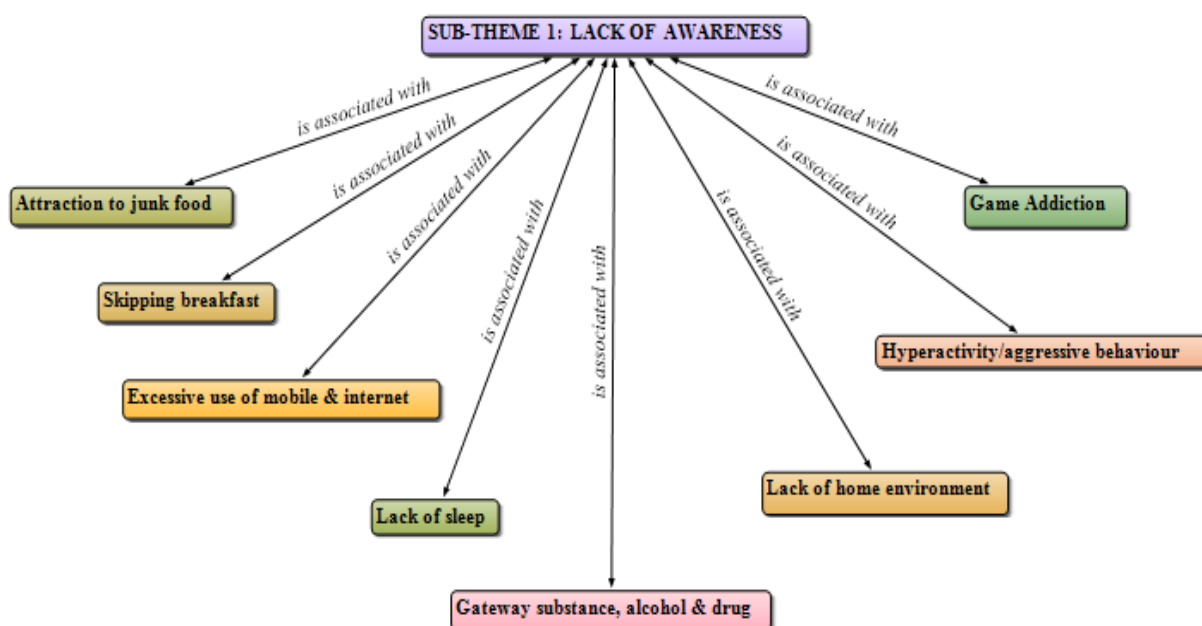 SUB-THEME 1: LACK OF AWARENESS
is associated with
is associated with
is associated with
is associated with
is associated with
is associated with
is associated with
is associated with
Attraction to junk food
Game Addiction
Skipping breakfast
Hyperactivity/aggressive behaviour
Excessive use of mobile & internet
Lack of home environment
Lack of sleep
Gateway substance, alcohol & drug